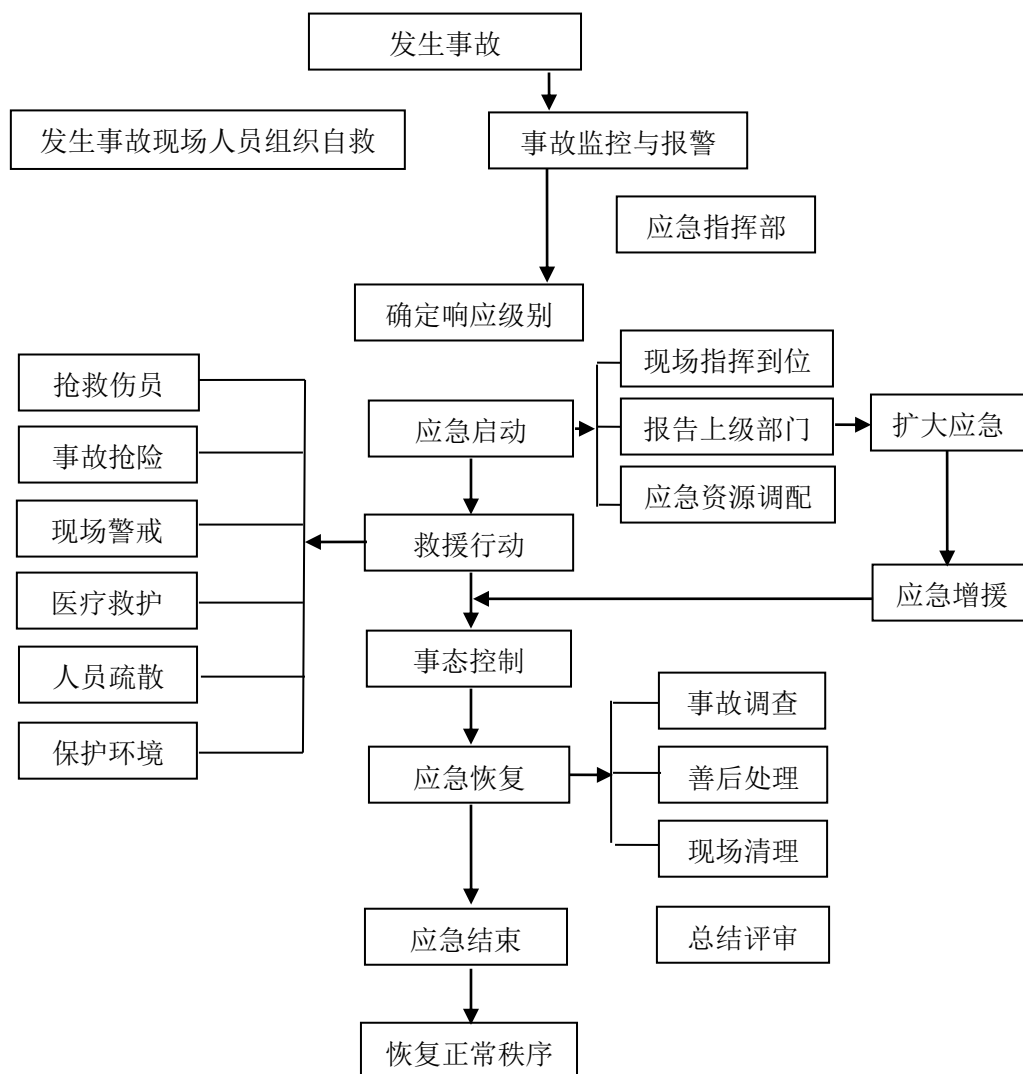 发生事故
发生事故现场人员组织自救
事故监控与报警
应急指挥部
确定响应级别
现场指挥到位
抢救伤员
应急启动
报告上级部门
扩大应急
事故抢险
应急资源调配
现场警戒
救援行动
医疗救护
应急增援
事态控制
人员疏散
事故调查
保护环境
应急恢复
善后处理
现场清理
应急结束
总结评审
恢复正常秩序